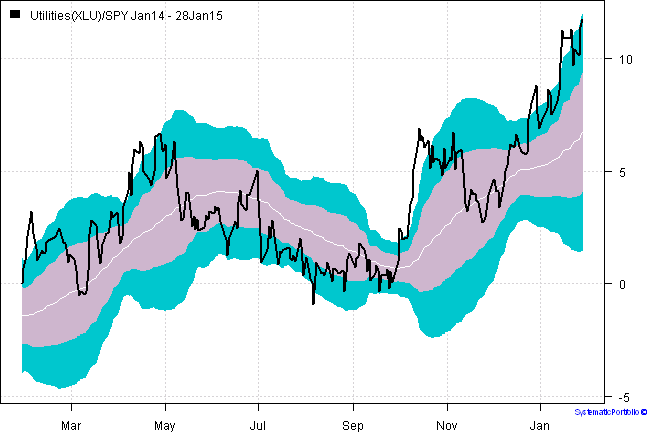 Utilities(XLU)/SPY Jan14 - 28Jan15
10
5
0
-5
Mar May Jul Sep Nov Jan
SystematicPortfolio ©